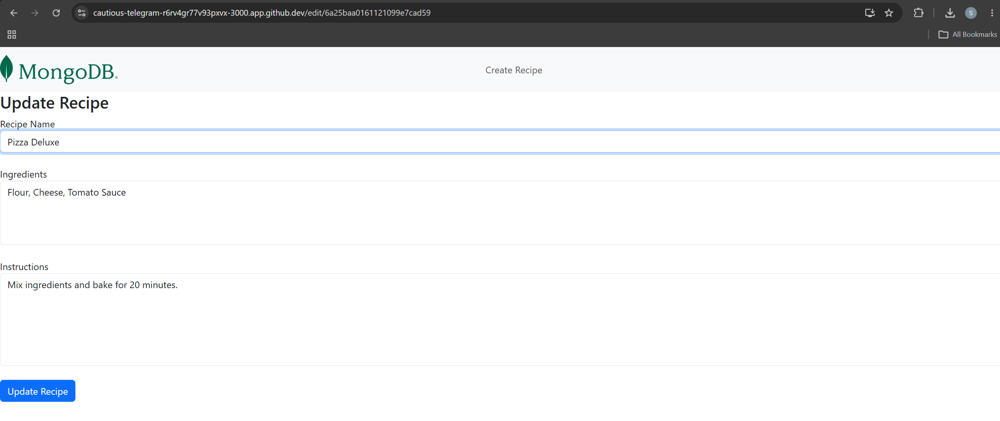 cautious-telegram-r6rv4gr77v93pxvx-3000.app.github.dev/edit/6a25baa0161121099e7cad59
S
All Bookmarks
MongoDB®
Create Recipe
Update Recipe
Recipe Name
Pizza Deluxe
Ingredients
Flour, Cheese, Tomato Sauce
Instructions
Mix ingredients and bake for 20 minutes.
Update Recipe